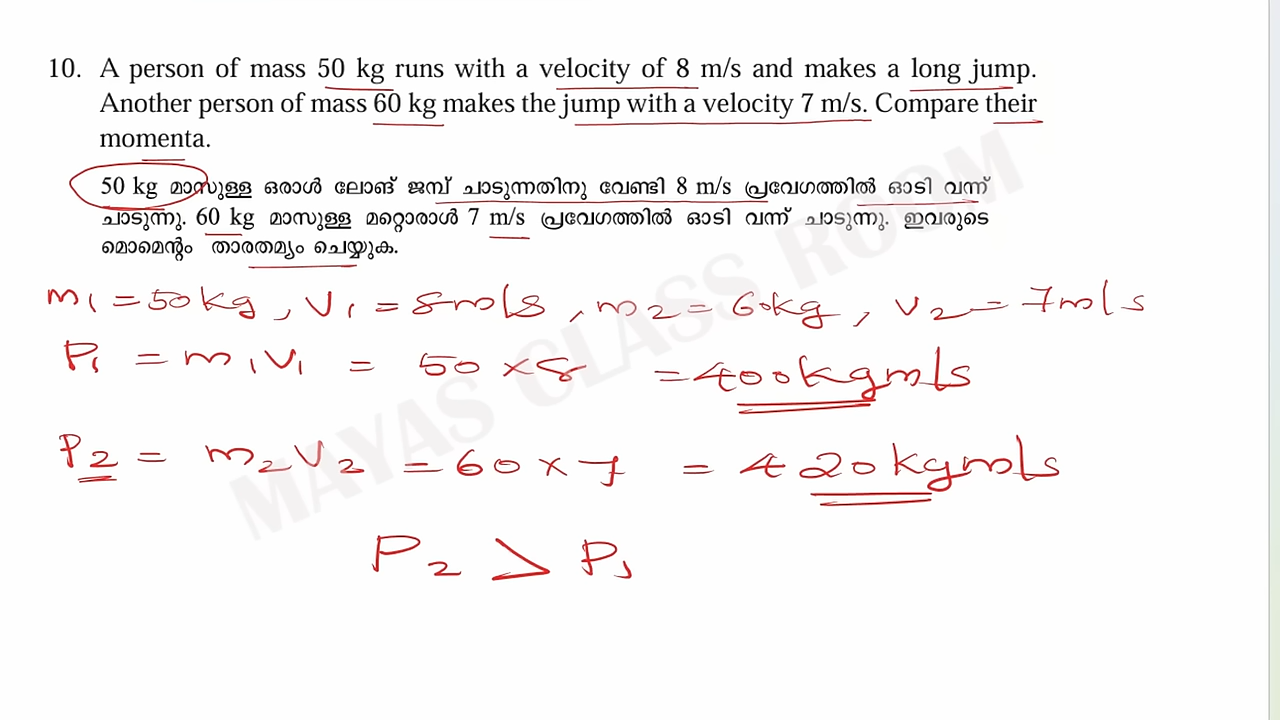 10. A person of mass 50 kg runs with a velocity of 8 m/s and makes a long jump.
Another person of mass 60 kg makes the jump with a velocity 7 m/s. Compare their
momenta.
50 kg മാസുള്ള ഒരാൾ ലോങ് ജമ്പ് ചാടുന്നതിനു വേണ്ടി 8 m/s പ്രവേഗത്തിൽ ഓടി വന്ന്
ചാടുന്നു. 60 kg മാസുള്ള മറ്റൊരാൾ 7 m/s പ്രവേഗത്തിൽ ഓടി വന്ന് ചാടുന്നു. ഇവരുടെ
മൊമെന്റം താരതമ്യം ചെയ്യുക.
m1 = 50kg, V1 = 8m/s, m2 = 60kg, V2 = 7m/s
P1 = m1V1 = 50 × 8 = 400kgm/s
P2 = m2V2 = 60 × 7 = 420kgm/s
P2 > P1
MAYAS CLASS ROOM